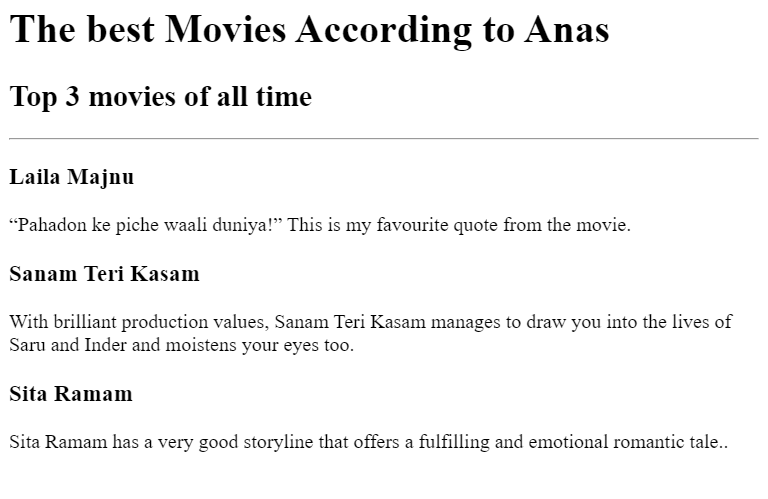 The best Movies According to Anas
Top 3 movies of all time
Laila Majnu
“Pahadon ke piche waali duniya!” This is my favourite quote from the movie.
Sanam Teri Kasam
With brilliant production values, Sanam Teri Kasam manages to draw you into the lives of
Saru and Inder and moistens your eyes too.
Sita Ramam
Sita Ramam has a very good storyline that offers a fulfilling and emotional romantic tale..